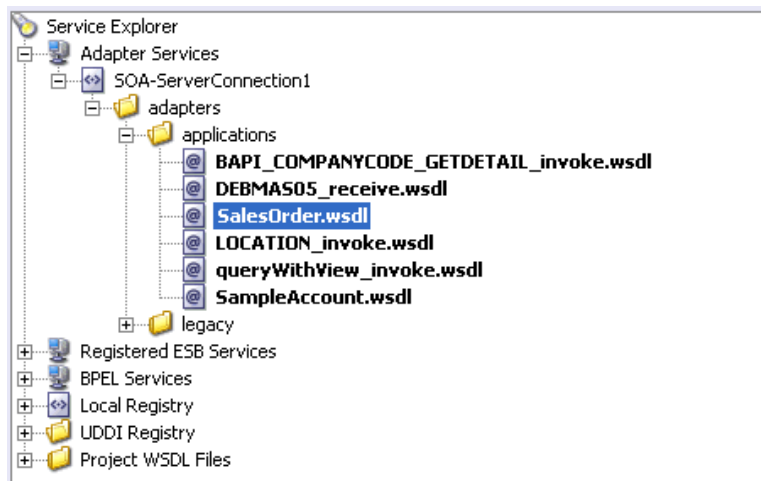 Service Explorer
Adapter Services
SOA-ServerConnection1
adapters
applications
BAPI_COMPANYCODE_GETDETAIL_invoke.wsdl
DEBMAS05_receive.wsdl
SalesOrder.wsdl
LOCATION_invoke.wsdl
queryWithView_invoke.wsdl
SampleAccount.wsdl
legacy
Registered ESB Services
BPEL Services
Local Registry
UDDI Registry
Project WSDL Files